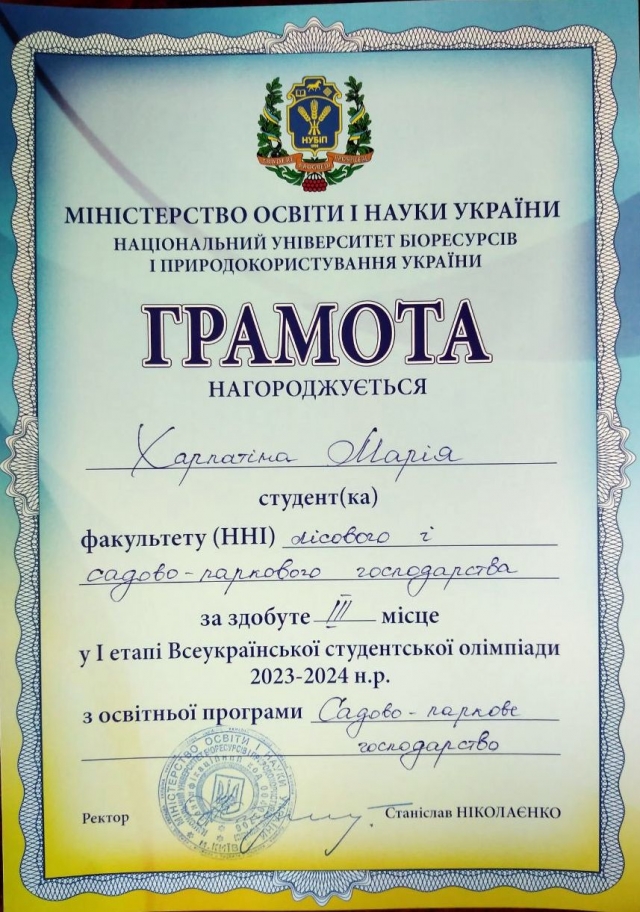 НУБІП
МІНІСТЕРСТВО ОСВІТИ І НАУКИ УКРАЇНИ
НАЦІОНАЛЬНИЙ УНІВЕРСИТЕТ БІОРЕСУРСІВ
І ПРИРОДОКОРИСТУВАННЯ УКРАЇНИ
ГРАМОТА
НАГОРОДЖУЄТЬСЯ
Харпатіна Марія
студент(ка)
факультету (ННІ) лісового і
садово-паркового господарства
за здобуте III місце
у І етапі Всеукраїнської студентської олімпіади
2023-2024 н.р.
з освітньої програми Садово-паркове
господарство
Ректор Станіслав НІКОЛАЄНКО